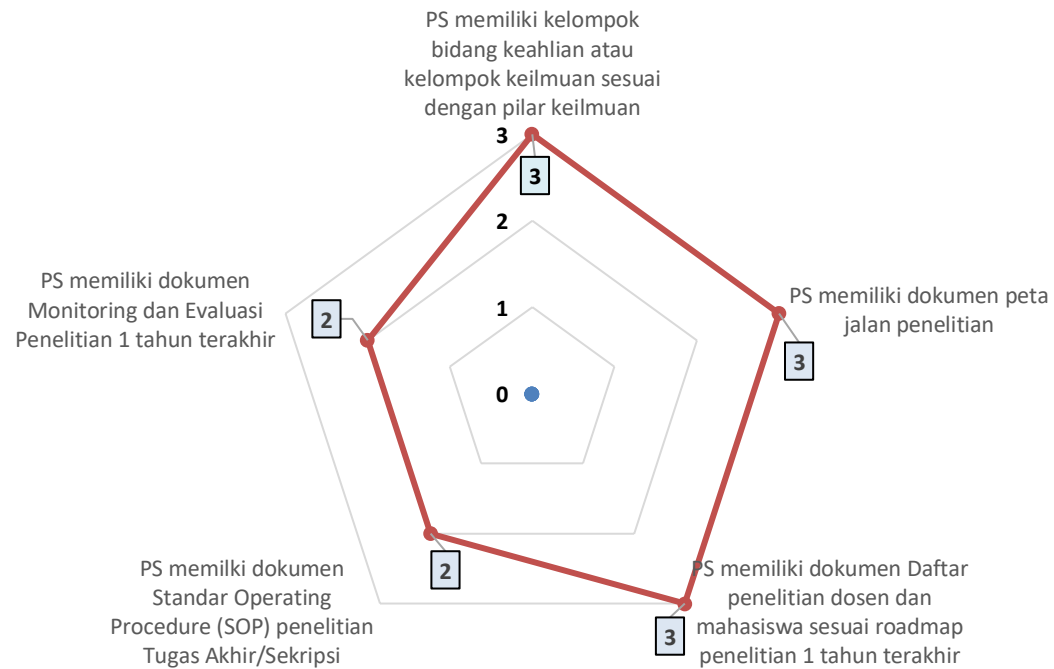 PS memiliki kelompok
bidang keahlian atau
kelompok keilmuan sesuai
dengan pilar keilmuan
3
3
2
1
0
PS memiliki dokumen peta
jalan penelitian
3
PS memiliki dokumen Daftar
penelitian dosen dan
mahasiswa sesuai roadmap
penelitian 1 tahun terakhir
3
PS memilki dokumen
Standar Operating
Procedure (SOP) penelitian
Tugas Akhir/Sekripsi
2
PS memiliki dokumen
Monitoring dan Evaluasi
Penelitian 1 tahun terakhir
2